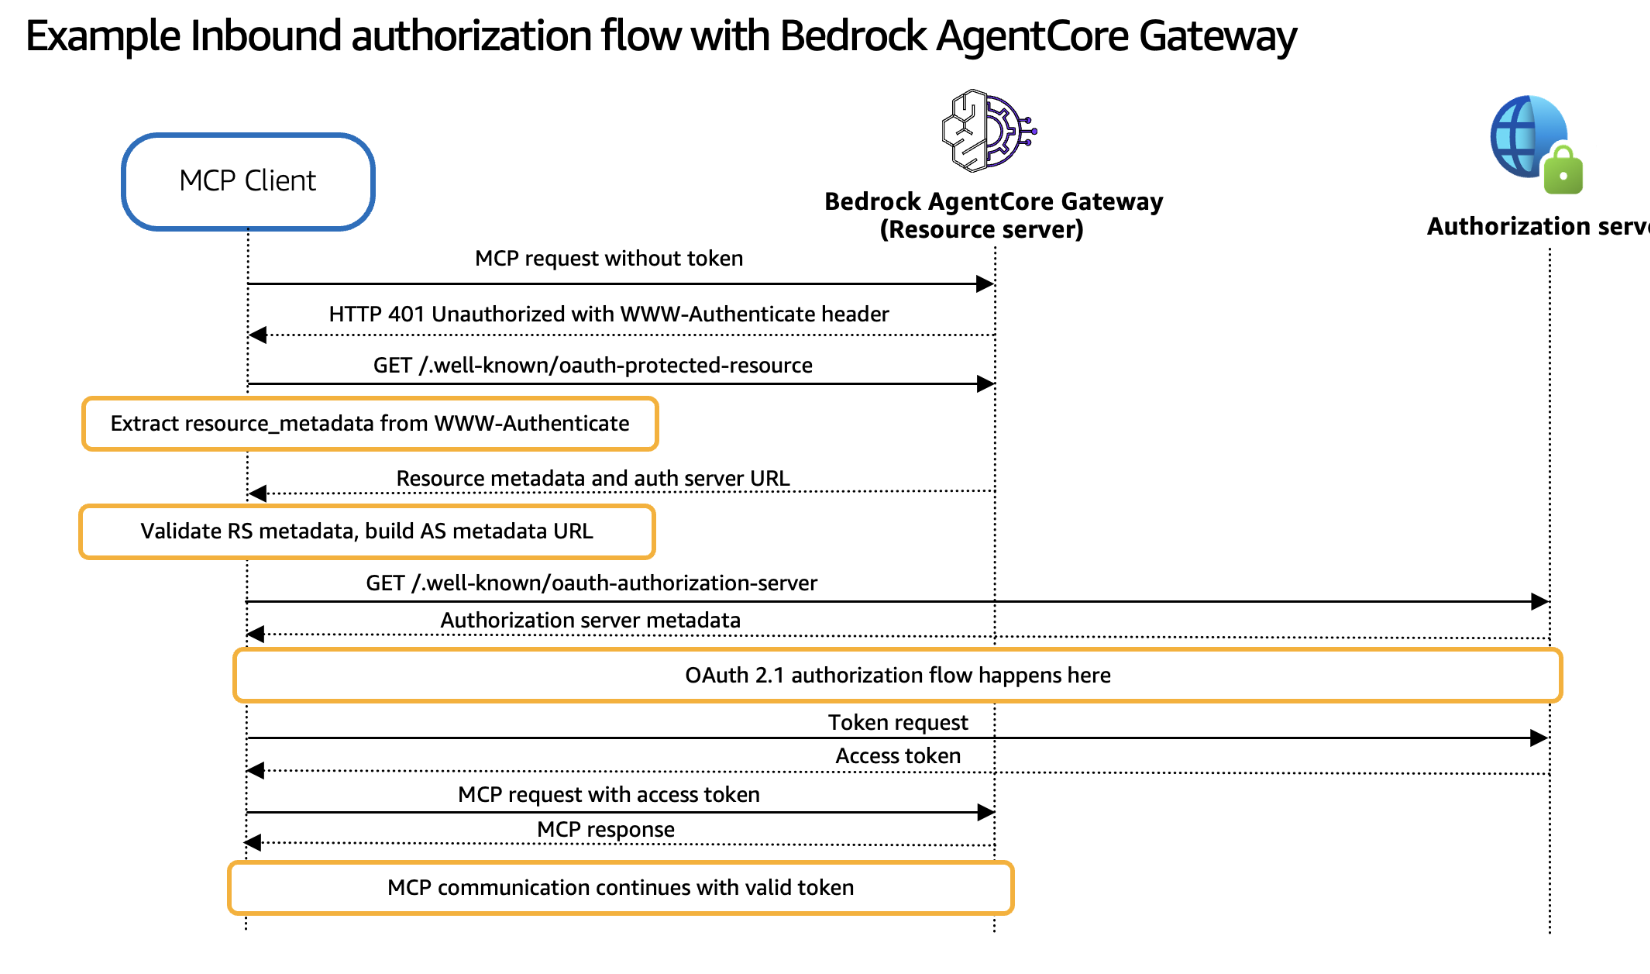 Example Inbound authorization flow with Bedrock AgentCore Gateway
MCP Client
Bedrock AgentCore Gateway
(Resource server)
Authorization serv
MCP request without token
HTTP 401 Unauthorized with WWW-Authenticate header
GET /.well-known/oauth-protected-resource
Extract resource_metadata from WWW-Authenticate
Resource metadata and auth server URL
Validate RS metadata, build AS metadata URL
GET /.well-known/oauth-authorization-server
Authorization server metadata
OAuth 2.1 authorization flow happens here
Token request
Access token
MCP request with access token
MCP response
MCP communication continues with valid token